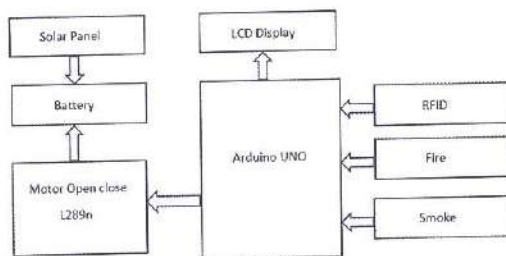 Solar Panel
LCD Display
Battery
RFID
Arduino UNO
Fire
Motor Open close
L289n
Smoke